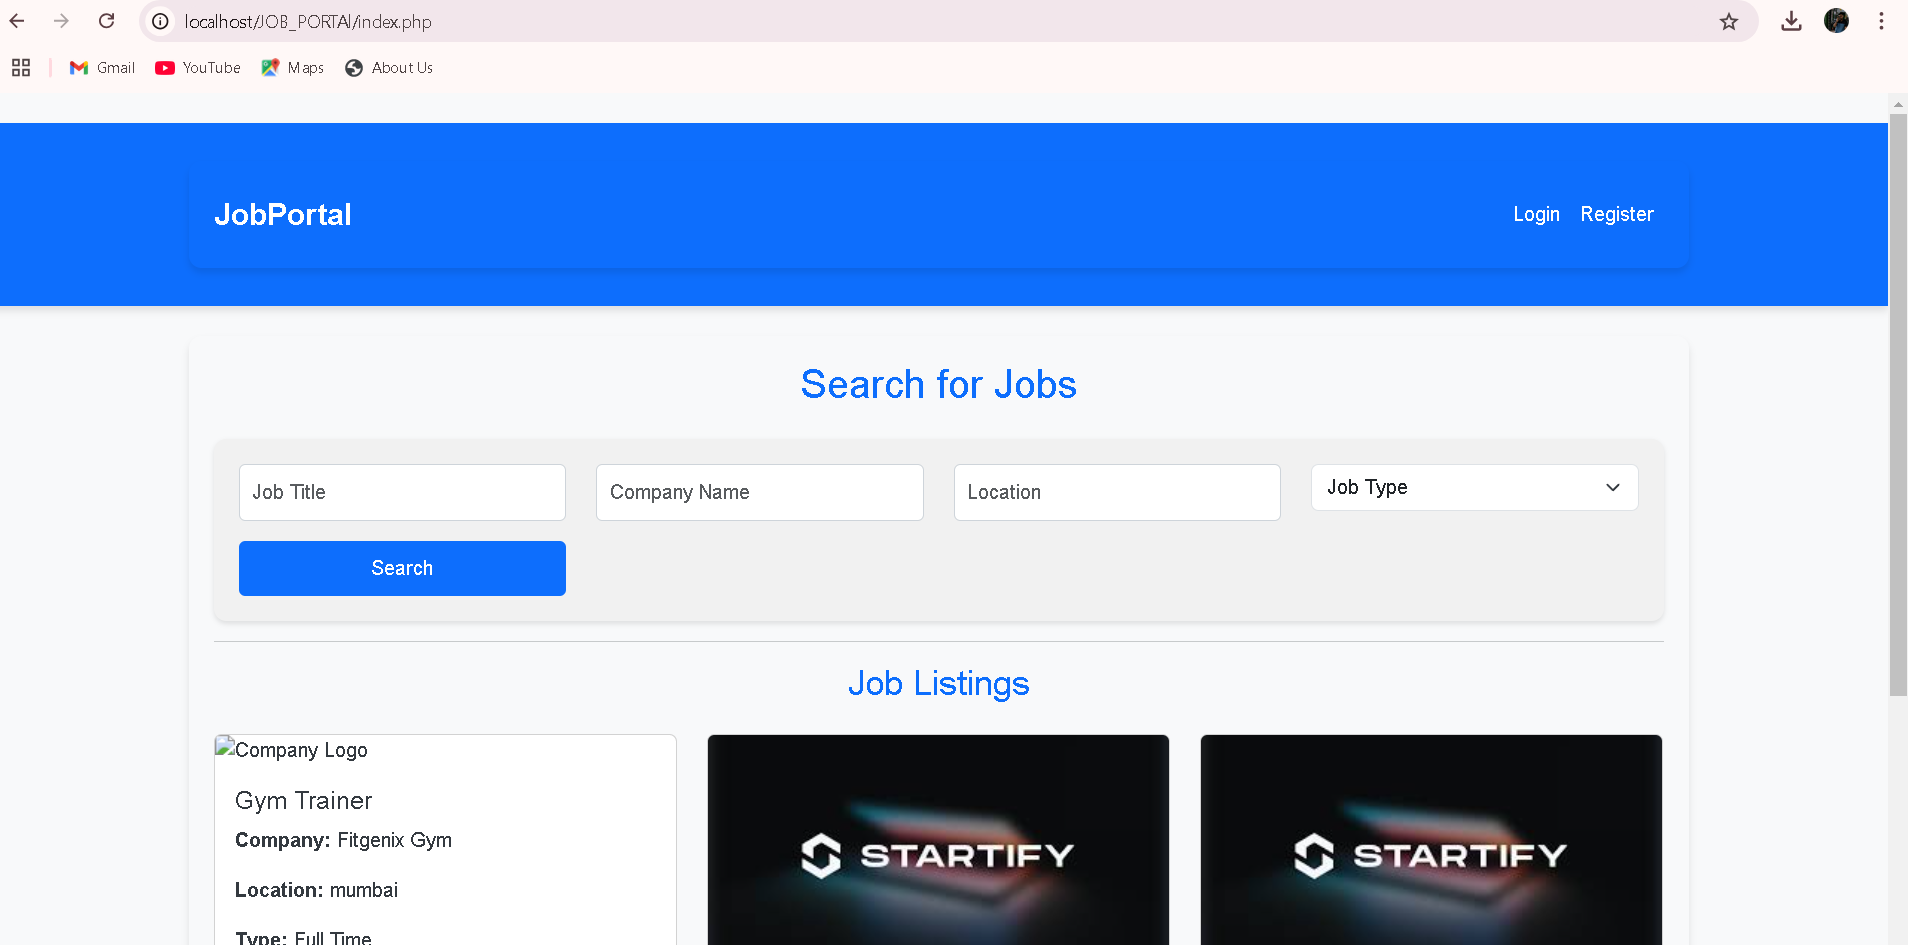 localhost/JOB_PORTAl/index.php
Gmail YouTube Maps About Us
JobPortal Login Register
Search for Jobs
Job Title Company Name Location Job Type
Search
Job Listings
Company Logo
Gym Trainer
Company: Fitgenix Gym
Location: mumbai
Type: Full Time
STARTIFY
STARTIFY